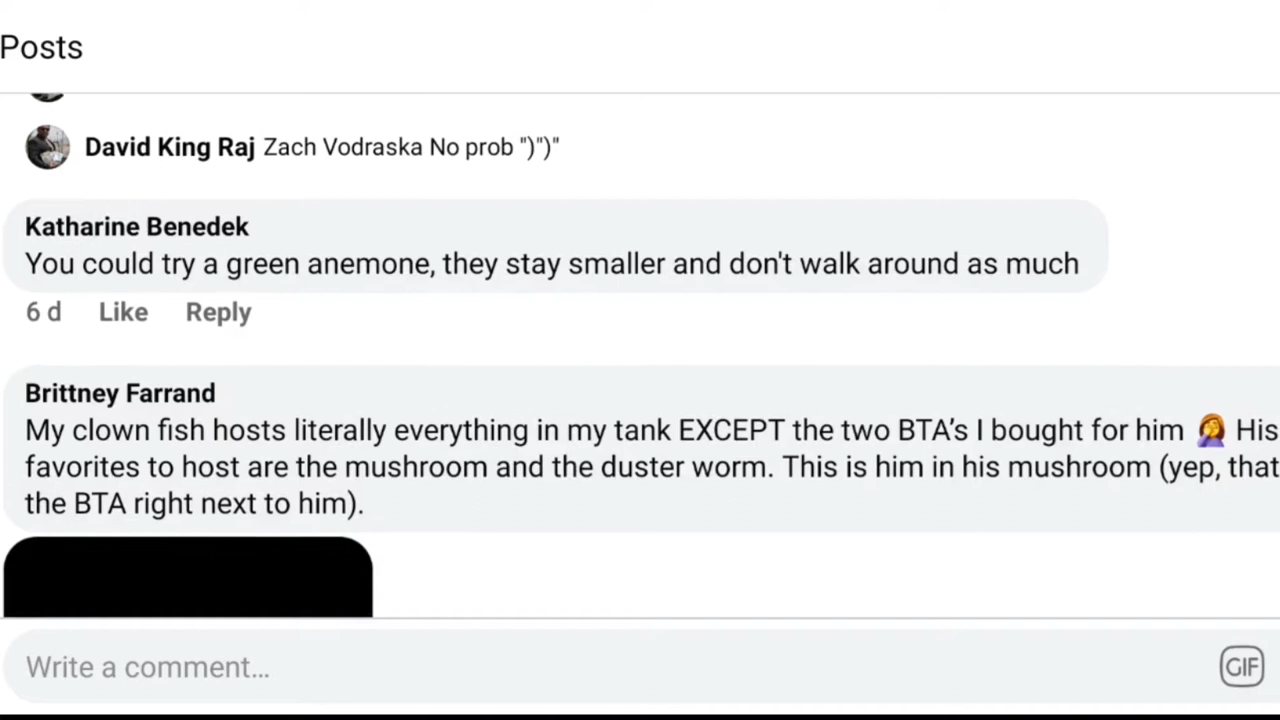 Posts
David King Raj Zach Vodraska No prob ")")"
Katharine Benedek
You could try a green anemone, they stay smaller and don't walk around as much
6 d Like Reply
Brittney Farrand
My clown fish hosts literally everything in my tank EXCEPT the two BTA’s I bought for him 🤦‍♀️ His
favorites to host are the mushroom and the duster worm. This is him in his mushroom (yep, that
the BTA right next to him).
Write a comment...
GIF